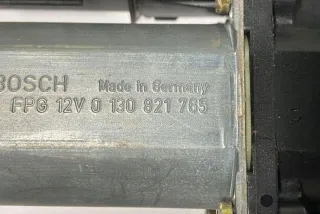 BOSCH Made in Germany
FPG 12V 0 130 821 765